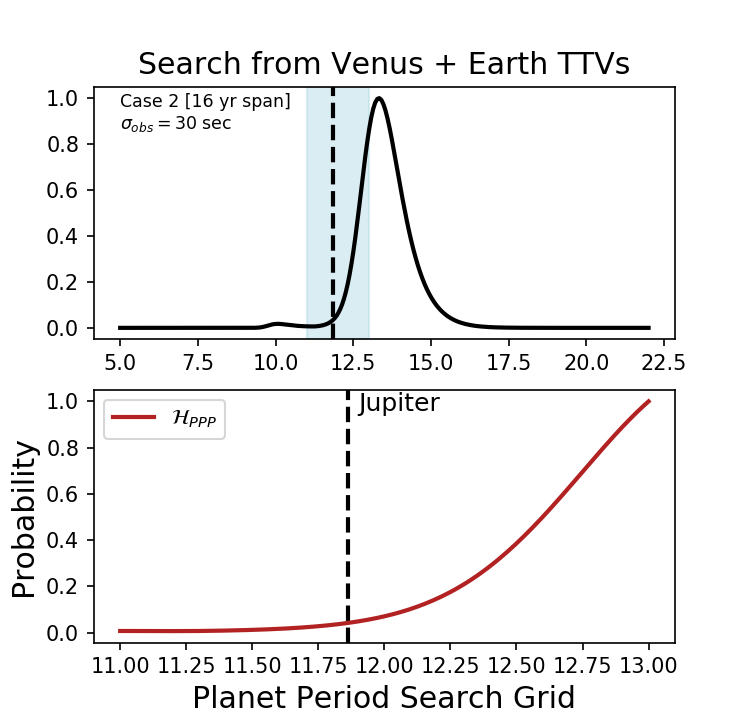 Search from Venus + Earth TTVs
Case 2 [16 yr span]
σobs = 30 sec
1.0
0.8
0.6
0.4
0.2
0.0
5.0 7.5 10.0 12.5 15.0 17.5 20.0 22.5
Jupiter
H_PPP
Probability
1.0
0.8
0.6
0.4
0.2
0.0
11.00 11.25 11.50 11.75 12.00 12.25 12.50 12.75 13.00
Planet Period Search Grid